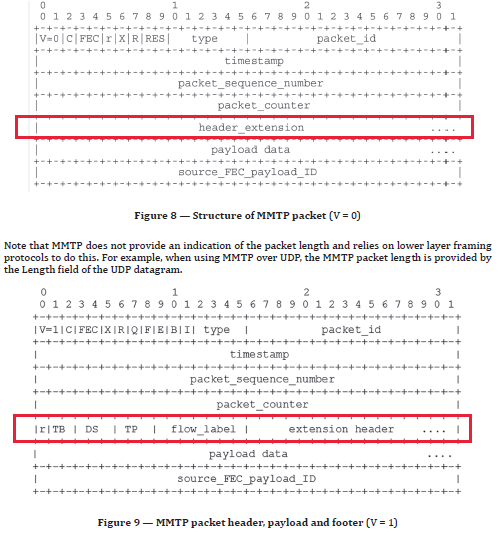 0 1 2 3
0 1 2 3 4 5 6 7 8 9 0 1 2 3 4 5 6 7 8 9 0 1 2 3 4 5 6 7 8 9 0 1
+-+-+-+-+-+-+-+-+-+-+-+-+-+-+-+-+-+-+-+-+-+-+-+-+-+-+-+-+-+-+-+-+
|V=0|C|FEC|r|X|R|RES| type | packet_id |
+-+-+-+-+-+-+-+-+-+-+-+-+-+-+-+-+-+-+-+-+-+-+-+-+-+-+-+-+-+-+-+-+
| timestamp |
+-+-+-+-+-+-+-+-+-+-+-+-+-+-+-+-+-+-+-+-+-+-+-+-+-+-+-+-+-+-+-+-+
| packet_sequence_number |
+-+-+-+-+-+-+-+-+-+-+-+-+-+-+-+-+-+-+-+-+-+-+-+-+-+-+-+-+-+-+-+-+
| packet_counter |
+-+-+-+-+-+-+-+-+-+-+-+-+-+-+-+-+-+-+-+-+-+-+-+-+-+-+-+-+-+-+-+-+
| header_extension ....
+-+-+-+-+-+-+-+-+-+-+-+-+-+-+-+-+-+-+-+-+-+-+-+-+-+-+-+-+-+-+-+-+
| payload data .... |
+-+-+-+-+-+-+-+-+-+-+-+-+-+-+-+-+-+-+-+-+-+-+-+-+-+-+-+-+-+-+-+-+
| source_FEC_payload_ID |
+-+-+-+-+-+-+-+-+-+-+-+-+-+-+-+-+-+-+-+-+-+-+-+-+-+-+-+-+-+-+-+-+
Figure 8 — Structure of MMTP packet (V = 0)
Note that MMTP does not provide an indication of the packet length and relies on lower layer framing
protocols to do this. For example, when using MMTP over UDP, the MMTP packet length is provided by
the Length field of the UDP datagram.
0 1 2 3
0 1 2 3 4 5 6 7 8 9 0 1 2 3 4 5 6 7 8 9 0 1 2 3 4 5 6 7 8 9 0 1
+-+-+-+-+-+-+-+-+-+-+-+-+-+-+-+-+-+-+-+-+-+-+-+-+-+-+-+-+-+-+-+-+
|V=1|C|FEC|X|R|Q|F|E|B|I| type | packet_id |
+-+-+-+-+-+-+-+-+-+-+-+-+-+-+-+-+-+-+-+-+-+-+-+-+-+-+-+-+-+-+-+-+
| timestamp |
+-+-+-+-+-+-+-+-+-+-+-+-+-+-+-+-+-+-+-+-+-+-+-+-+-+-+-+-+-+-+-+-+
| packet_sequence_number |
+-+-+-+-+-+-+-+-+-+-+-+-+-+-+-+-+-+-+-+-+-+-+-+-+-+-+-+-+-+-+-+-+
| packet_counter |
+-+-+-+-+-+-+-+-+-+-+-+-+-+-+-+-+-+-+-+-+-+-+-+-+-+-+-+-+-+-+-+-+
|r|TB | DS | TP | flow_label | extension header .... |
+-+-+-+-+-+-+-+-+-+-+-+-+-+-+-+-+-+-+-+-+-+-+-+-+-+-+-+-+-+-+-+-+
| payload data .... |
+-+-+-+-+-+-+-+-+-+-+-+-+-+-+-+-+-+-+-+-+-+-+-+-+-+-+-+-+-+-+-+-+
| source_FEC_payload_ID |
+-+-+-+-+-+-+-+-+-+-+-+-+-+-+-+-+-+-+-+-+-+-+-+-+-+-+-+-+-+-+-+-+
Figure 9 — MMTP packet header, payload and footer (V = 1)